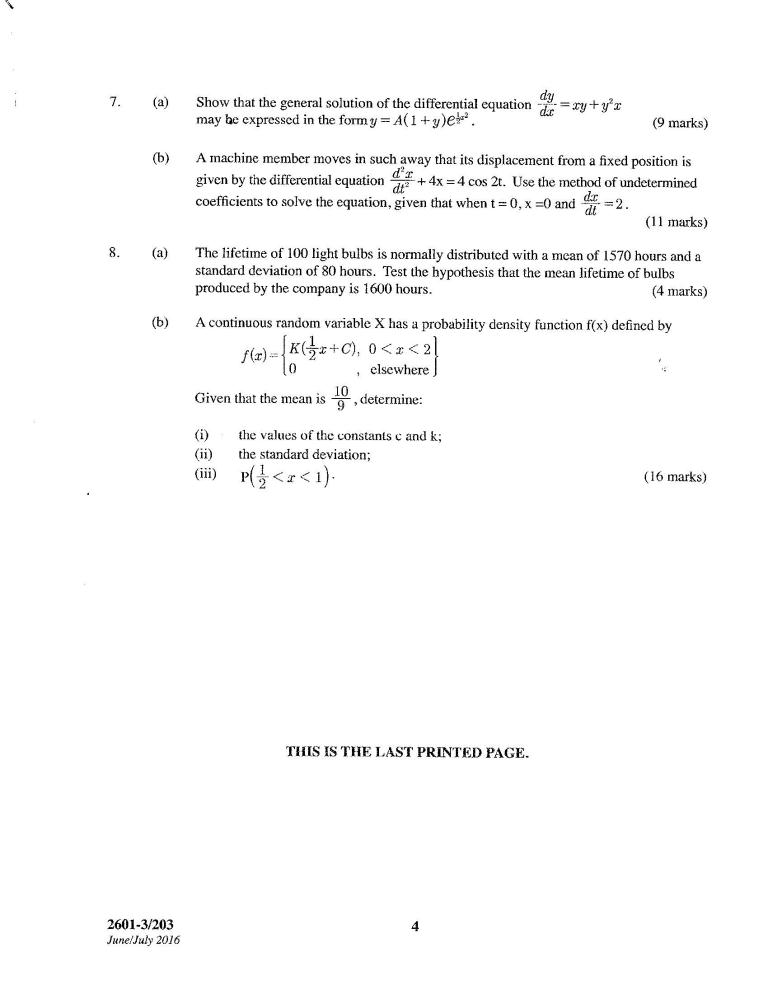 7. (a) Show that the general solution of the differential equation dy/dx = xy + y²x
may be expressed in the form y = A(1 + y)e^{½x²}. (9 marks)
(b) A machine member moves in such away that its displacement from a fixed position is
given by the differential equation d²x/dt² + 4x = 4 cos 2t. Use the method of undetermined
coefficients to solve the equation, given that when t = 0, x =0 and dx/dt = 2.
(11 marks)
8. (a) The lifetime of 100 light bulbs is normally distributed with a mean of 1570 hours and a
standard deviation of 80 hours. Test the hypothesis that the mean lifetime of bulbs
produced by the company is 1600 hours. (4 marks)
(b) A continuous random variable X has a probability density function f(x) defined by
f(x) = { K(1/2 x + C), 0 < x < 2 }
{ 0 , elsewhere }
Given that the mean is 10/9, determine:
(i) the values of the constants c and k;
(ii) the standard deviation;
(iii) P(1/2 < x < 1). (16 marks)
THIS IS THE LAST PRINTED PAGE.
2601-3/203
June/July 2016
4